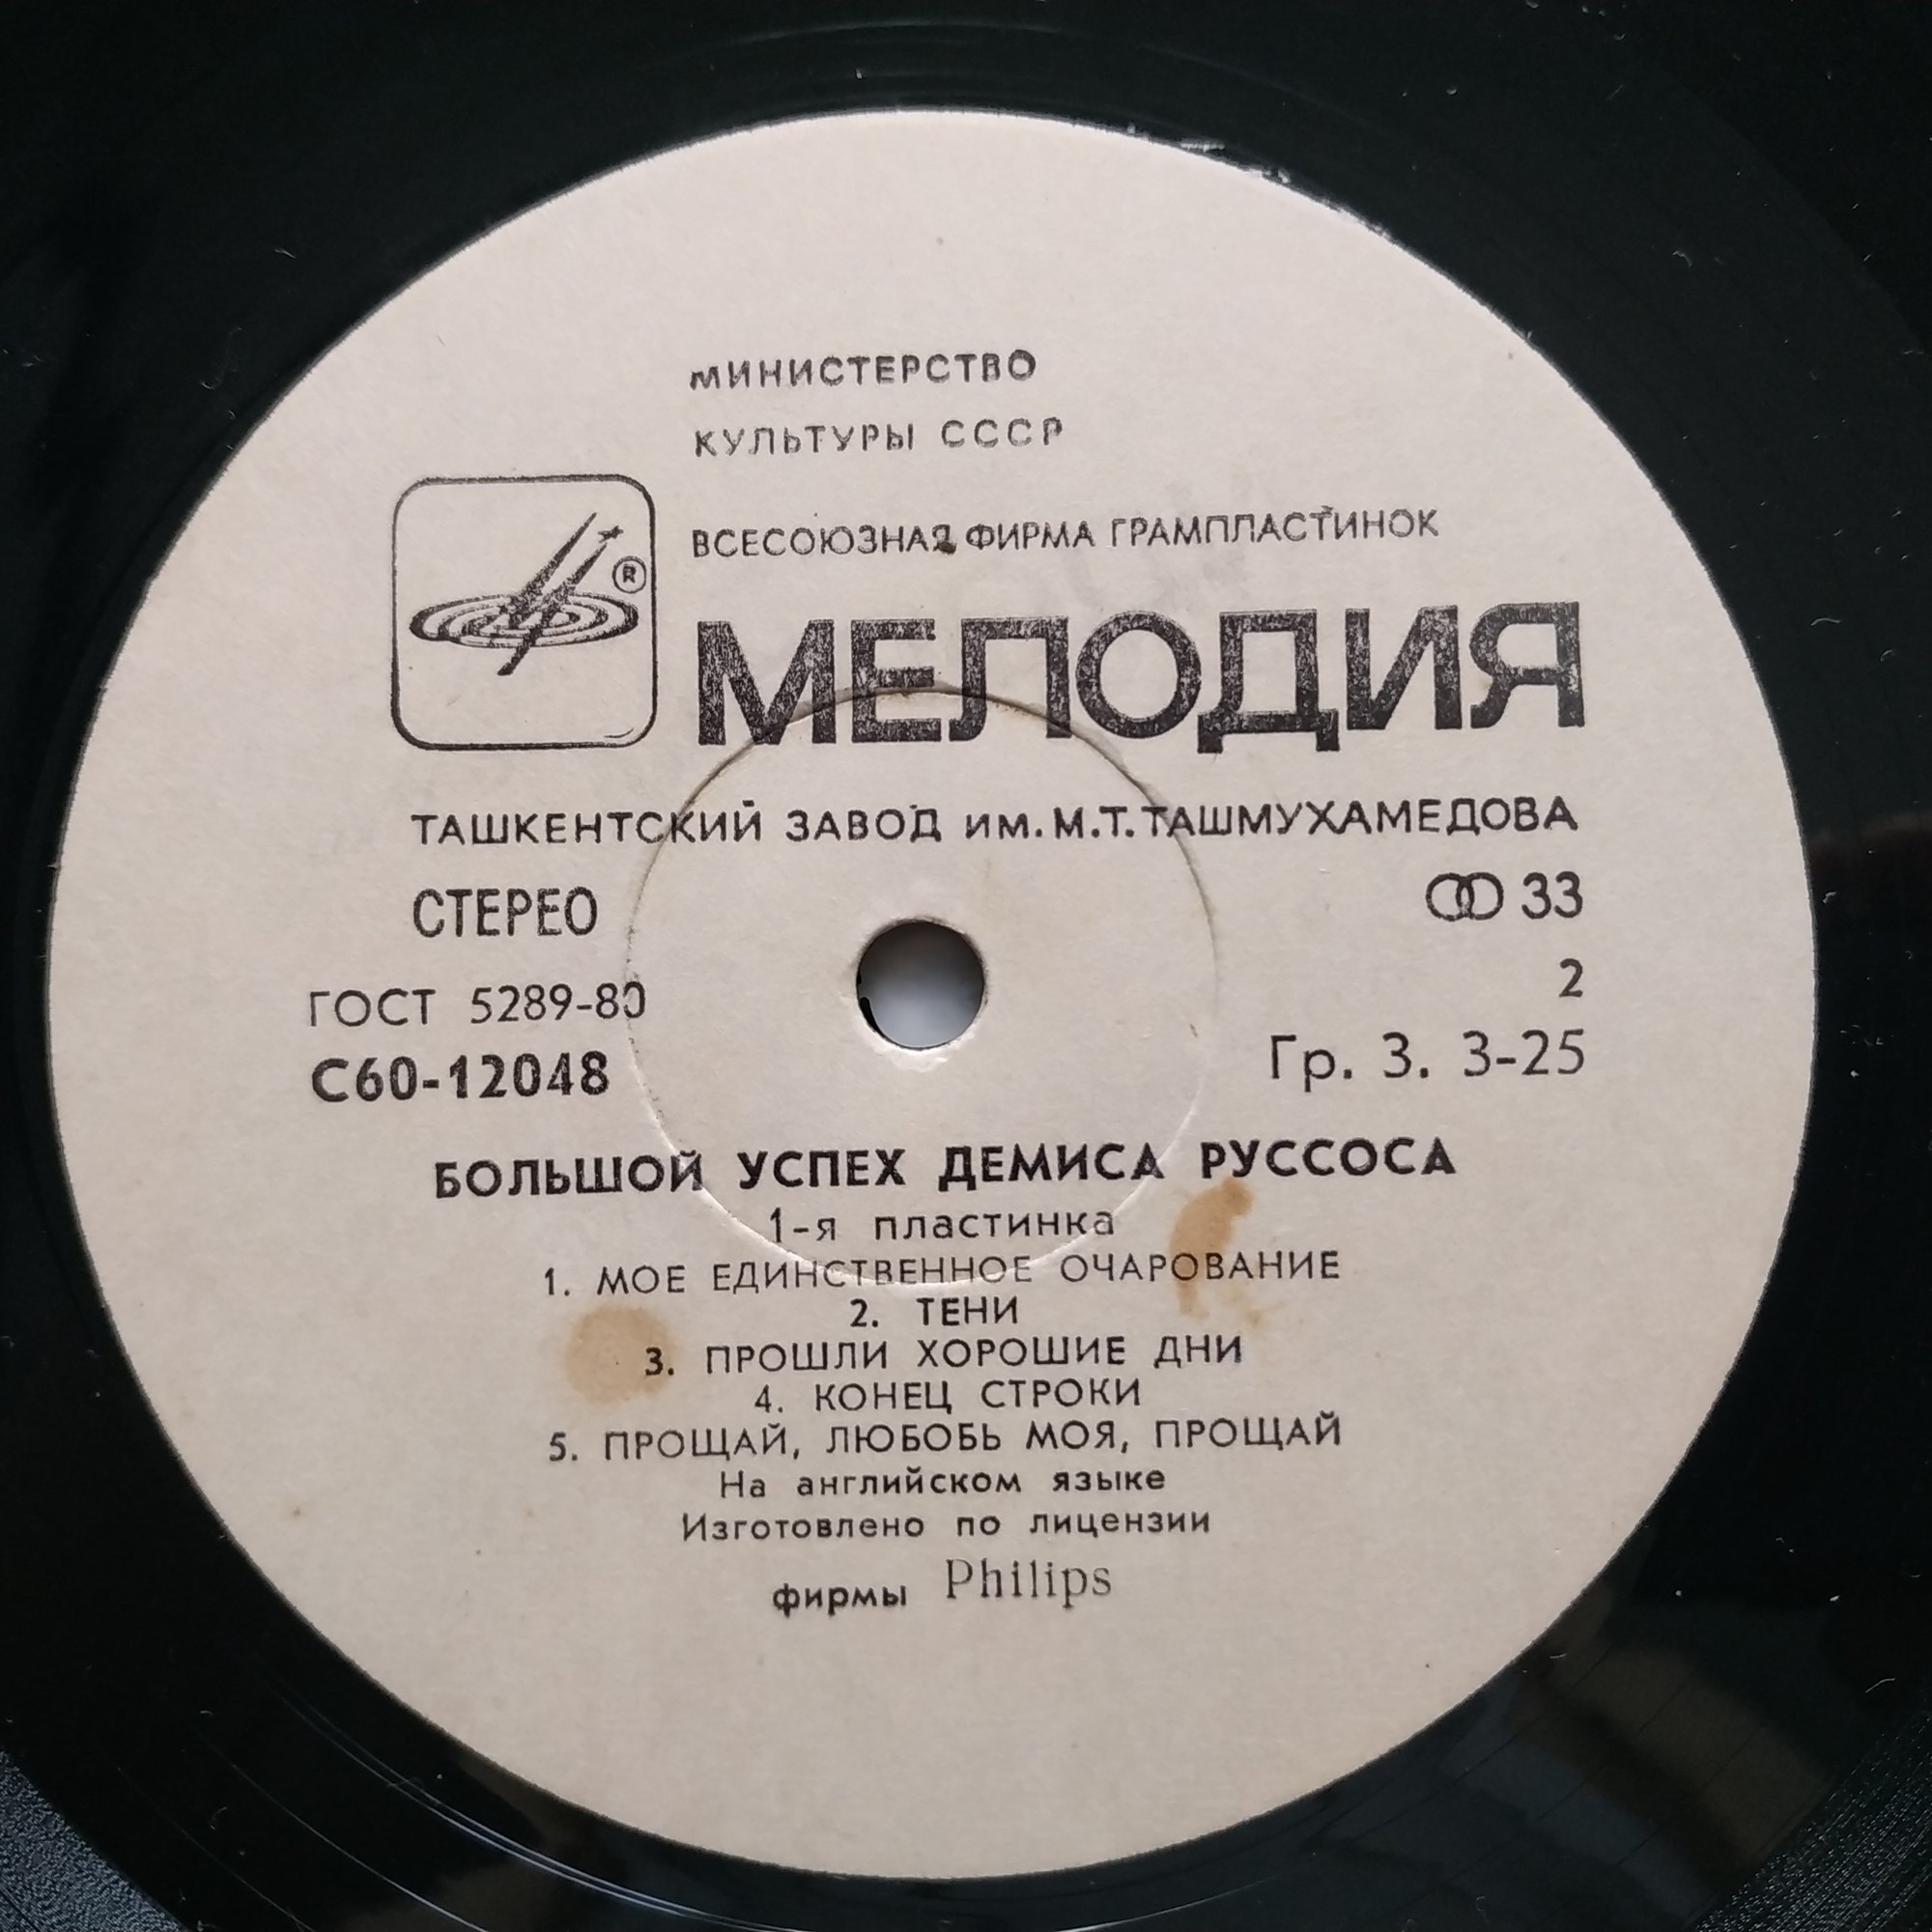 МИНИСТЕРСТВО
КУЛЬТУРЫ СССР
ВСЕСОЮЗНАЯ ФИРМА ГРАМПЛАСТИНОК
®
МЕЛОДИЯ
ТАШКЕНТСКИЙ ЗАВОД ИМ. М.Т. ТАШМУХАМЕДОВА
СТЕРЕО 33
2
ГОСТ 5289-80
С60-12048
Гр. 3. 3-25
БОЛЬШОЙ УСПЕХ ДЕМИСА РУССОСА
1-я пластинка
1. МОЕ ЕДИНСТВЕННОЕ ОЧАРОВАНИЕ
2. ТЕНИ
3. ПРОШЛИ ХОРОШИЕ ДНИ
4. КОНЕЦ СТРОКИ
5. ПРОЩАЙ, ЛЮБОБЬ МОЯ, ПРОЩАЙ
На английском языке
Изготовлено по лицензии
фирмы Philips